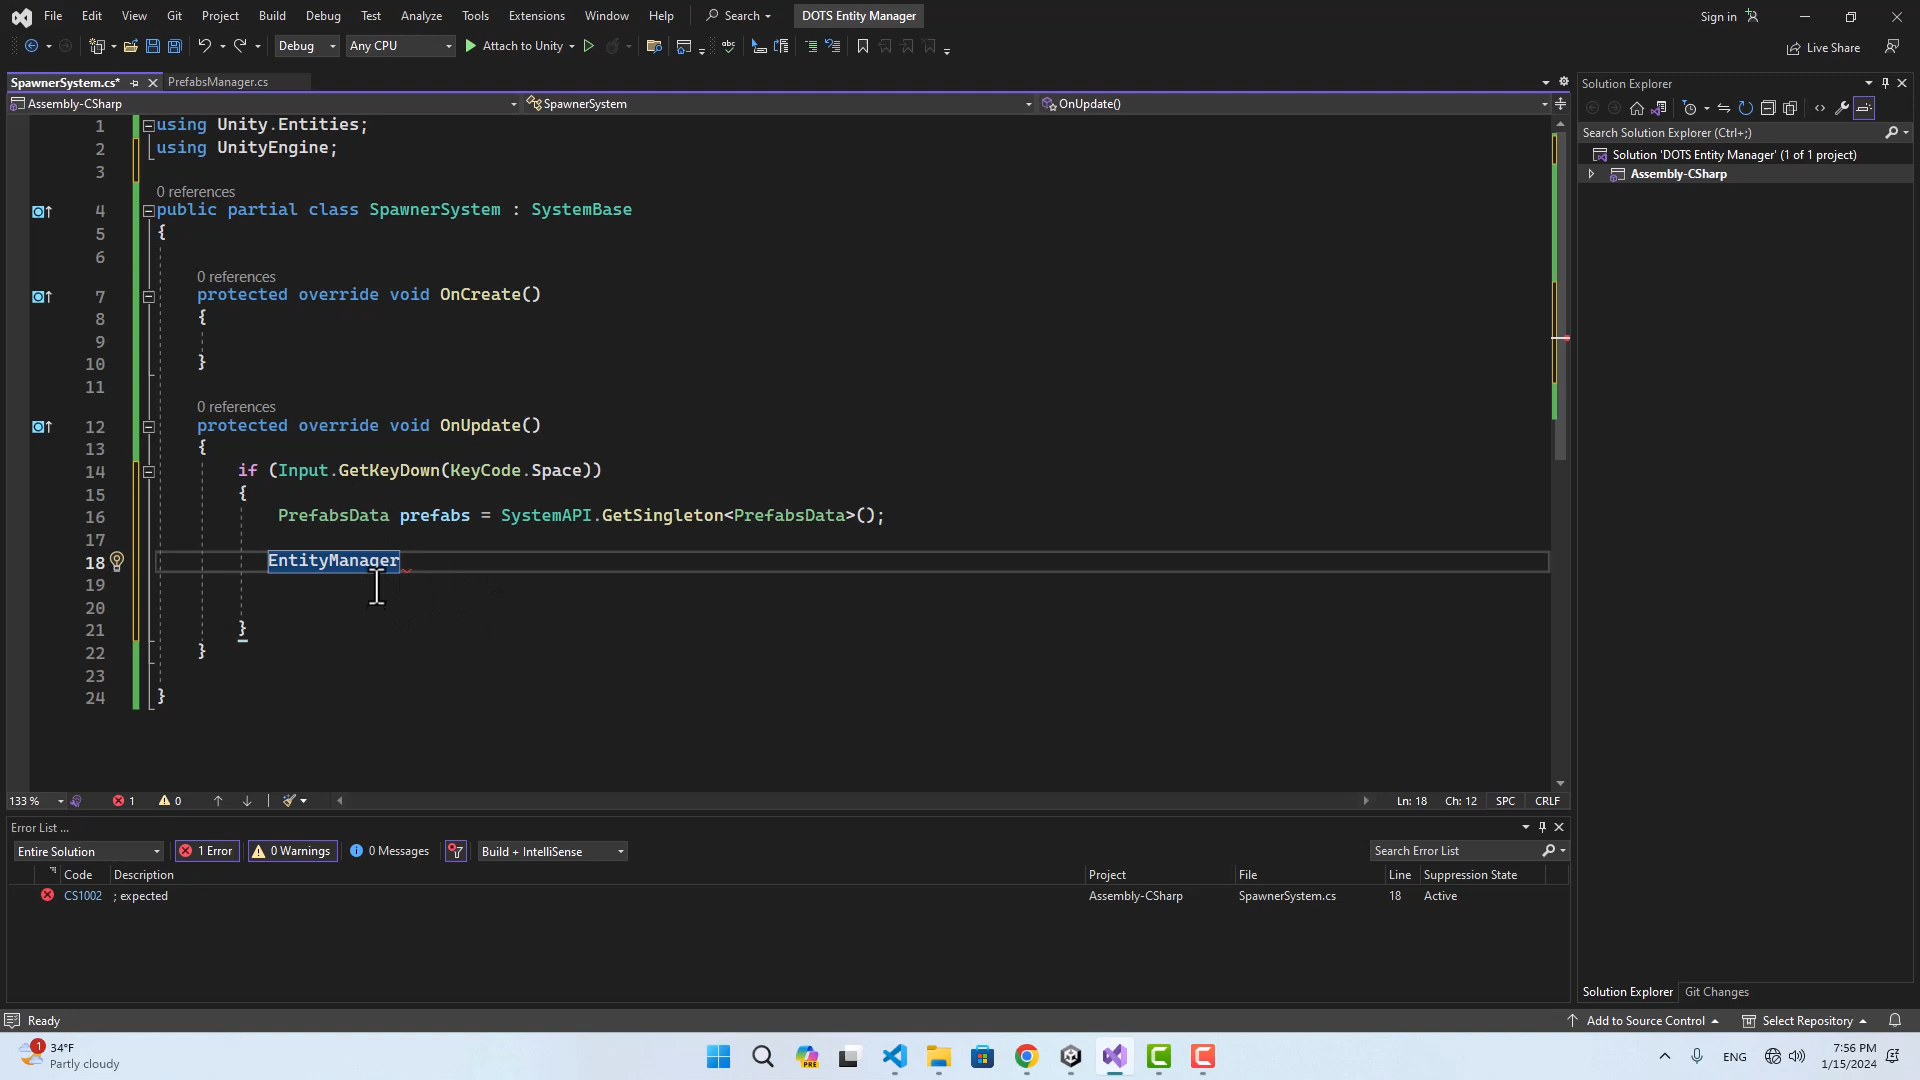 File Edit View Git Project Build Debug Test Analyze Tools Extensions Window Help Search DOTS Entity Manager Sign in
Debug Any CPU Attach to Unity Live Share
SpawnerSystem.cs* PrefabsManager.cs
Assembly-CSharp SpawnerSystem OnUpdate()
1 using Unity.Entities;
2 using UnityEngine;
3
0 references
4 public partial class SpawnerSystem : SystemBase
5 {
6
0 references
7 protected override void OnCreate()
8 {
9
10 }
11
0 references
12 protected override void OnUpdate()
13 {
14 if (Input.GetKeyDown(KeyCode.Space))
15 {
16 PrefabsData prefabs = SystemAPI.GetSingleton<PrefabsData>();
17
18 EntityManager
19
20
21 }
22 }
23
24 }
133 % 1 0 Ln: 18 Ch: 12 SPC CRLF
Error List ...
Entire Solution 1 Error 0 Warnings 0 Messages Build + IntelliSense Search Error List
Code Description Project File Line Suppression State
CS1002 ; expected Assembly-CSharp SpawnerSystem.cs 18 Active
Solution Explorer
Search Solution Explorer (Ctrl+;)
Solution 'DOTS Entity Manager' (1 of 1 project)
Assembly-CSharp
Solution Explorer Git Changes
Ready Add to Source Control Select Repository
1 34°F
Partly cloudy
PRE
ENG
7:56 PM
1/15/2024